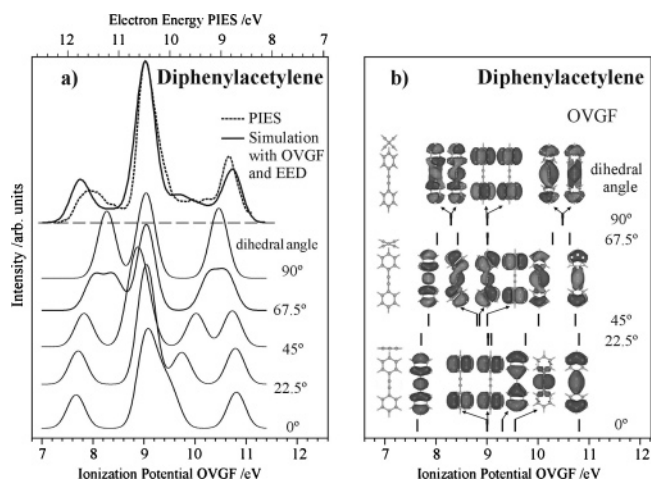 Electron Energy PIES /eV
12 11 10 9 8 7
a) Diphenylacetylene
PIES
Simulation
with OVGF
and EED
Intensity /arb. units
dihedral angle
90°
67.5°
45°
22.5°
0°
7 8 9 10 11 12
Ionization Potential OVGF /eV
b) Diphenylacetylene
OVGF
dihedral
angle
90°
67.5°
45°
22.5°
0°
7 8 9 10 11 12
Ionization Potential OVGF /eV